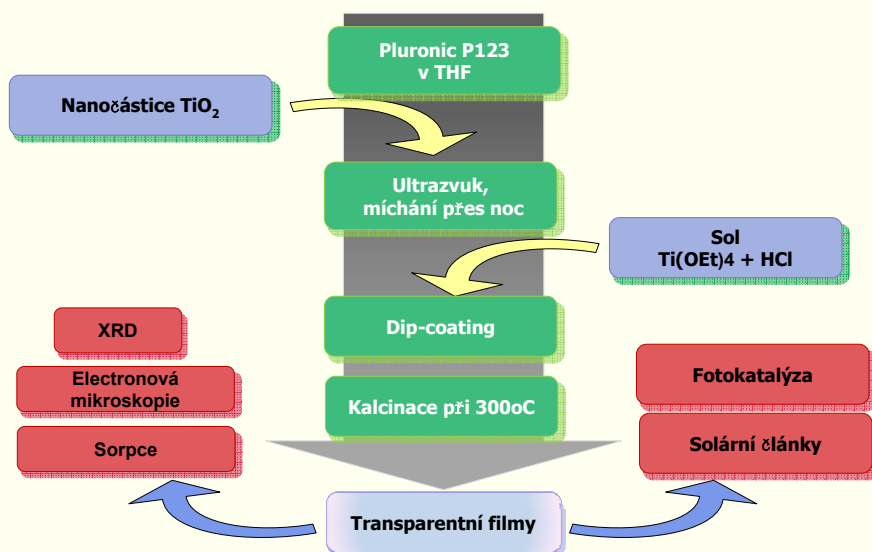 Pluronic P123
v THF
Nanočástice TiO₂
Ultrazvuk,
míchání přes noc
Sol
Ti(OEt)4 + HCl
Dip-coating
XRD
Electronová
mikroskopie
Kalcinace při 300oC
Fotokatalýza
Sorpce
Solární články
Transparentní filmy